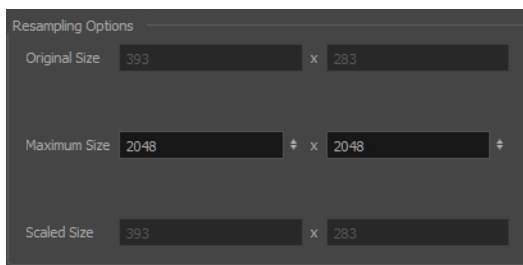 Resampling Options
Original Size 393 x 283
Maximum Size 2048 x 2048
Scaled Size 393 x 283